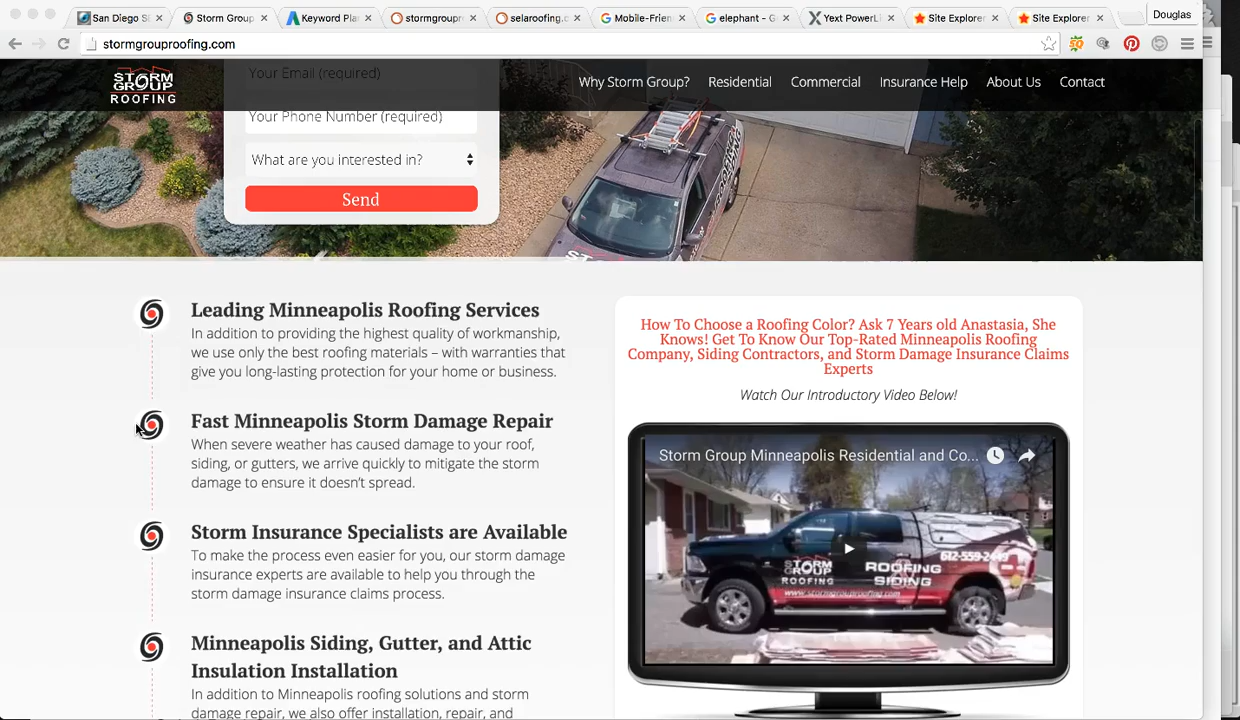 San Diego S
Storm Group
Keyword Pla
stormgroupr
selaroofing.c
Mobile-Frien
elephant - G
Yext PowerLi
Site Explorer
Site Explorer
Douglas
stormgrouproofing.com
STORM
GROUP
ROOFING
Why Storm Group?
Residential
Commercial
Insurance Help
About Us
Contact
Your Email (required)
Your Phone Number (required)
What are you interested in?
Send
Leading Minneapolis Roofing Services
In addition to providing the highest quality of workmanship,
we use only the best roofing materials – with warranties that
give you long-lasting protection for your home or business.
Fast Minneapolis Storm Damage Repair
When severe weather has caused damage to your roof,
siding, or gutters, we arrive quickly to mitigate the storm
damage to ensure it doesn't spread.
Storm Insurance Specialists are Available
To make the process even easier for you, our storm damage
insurance experts are available to help you through the
storm damage insurance claims process.
Minneapolis Siding, Gutter, and Attic
Insulation Installation
In addition to Minneapolis roofing solutions and storm
damage repair, we also offer installation, repair, and
How To Choose a Roofing Color? Ask 7 Years old Anastasia, She
Knows! Get To Know Our Top-Rated Minneapolis Roofing
Company, Siding Contractors, and Storm Damage Insurance Claims
Experts
Watch Our Introductory Video Below!
Storm Group Minneapolis Residential and Co...
612-559-2449
STORM
GROUP
ROOFING
ROOFING
SIDING
www.stormgrouproofing.com